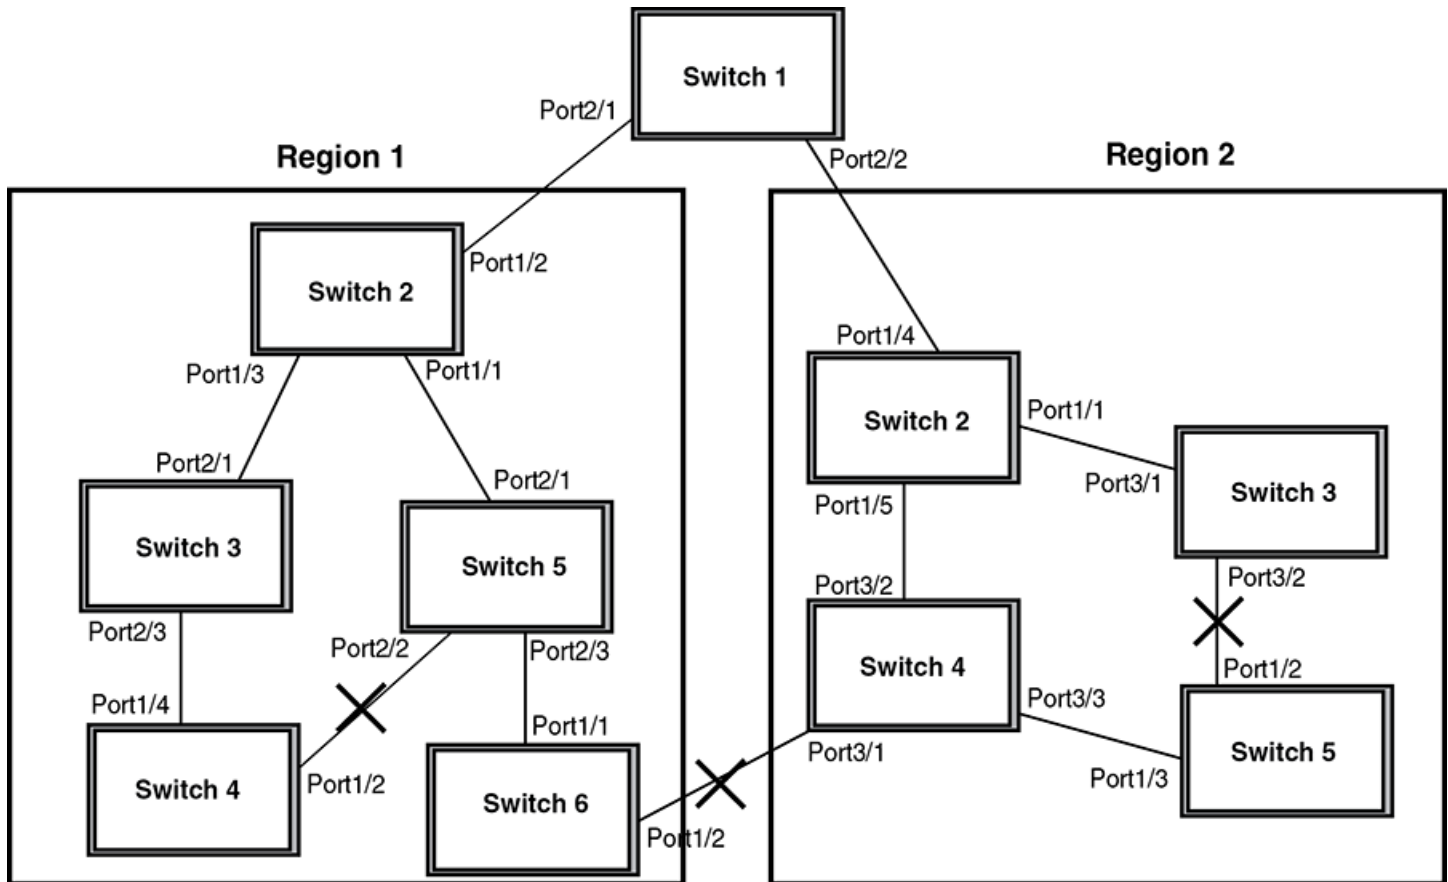 Switch 1
Port2/1
Port2/2
Region 1
Region 2
Switch 2
Port1/2
Port1/3
Port1/1
Port2/1
Port2/1
Switch 3
Switch 5
Port2/3
Port2/2
Port2/3
Port1/4
Port1/1
Switch 4
Port1/2
Switch 6
Port1/2
Port1/4
Switch 2
Port1/1
Port3/1
Switch 3
Port1/5
Port3/2
Port3/2
Switch 4
Port1/2
Port3/3
Port3/1
Port1/3
Switch 5